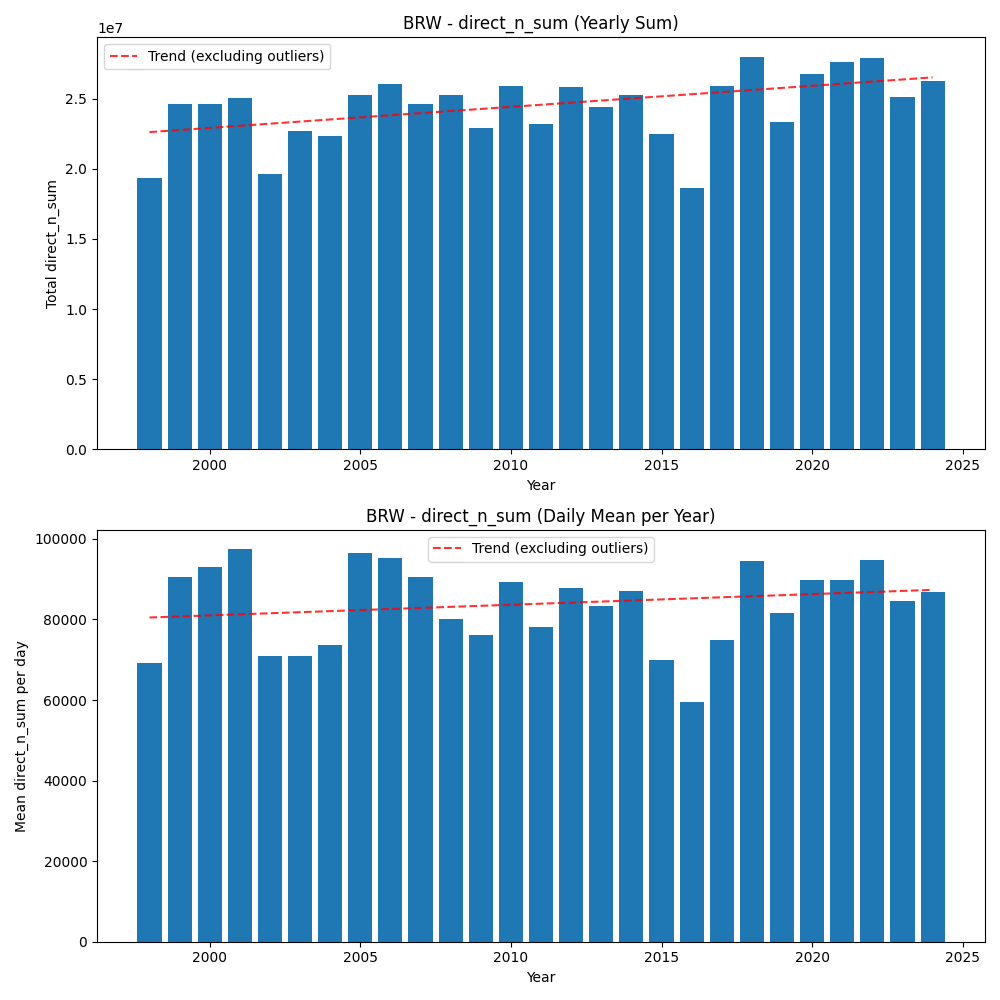 BRW - direct_n_sum (Yearly Sum)
1e7
Trend (excluding outliers)
2.5
2.0
1.5
1.0
0.5
0.0
Total direct_n_sum
2000 2005 2010 2015 2020 2025
Year
BRW - direct_n_sum (Daily Mean per Year)
Trend (excluding outliers)
100000
80000
60000
40000
20000
0
Mean direct_n_sum per day
2000 2005 2010 2015 2020 2025
Year